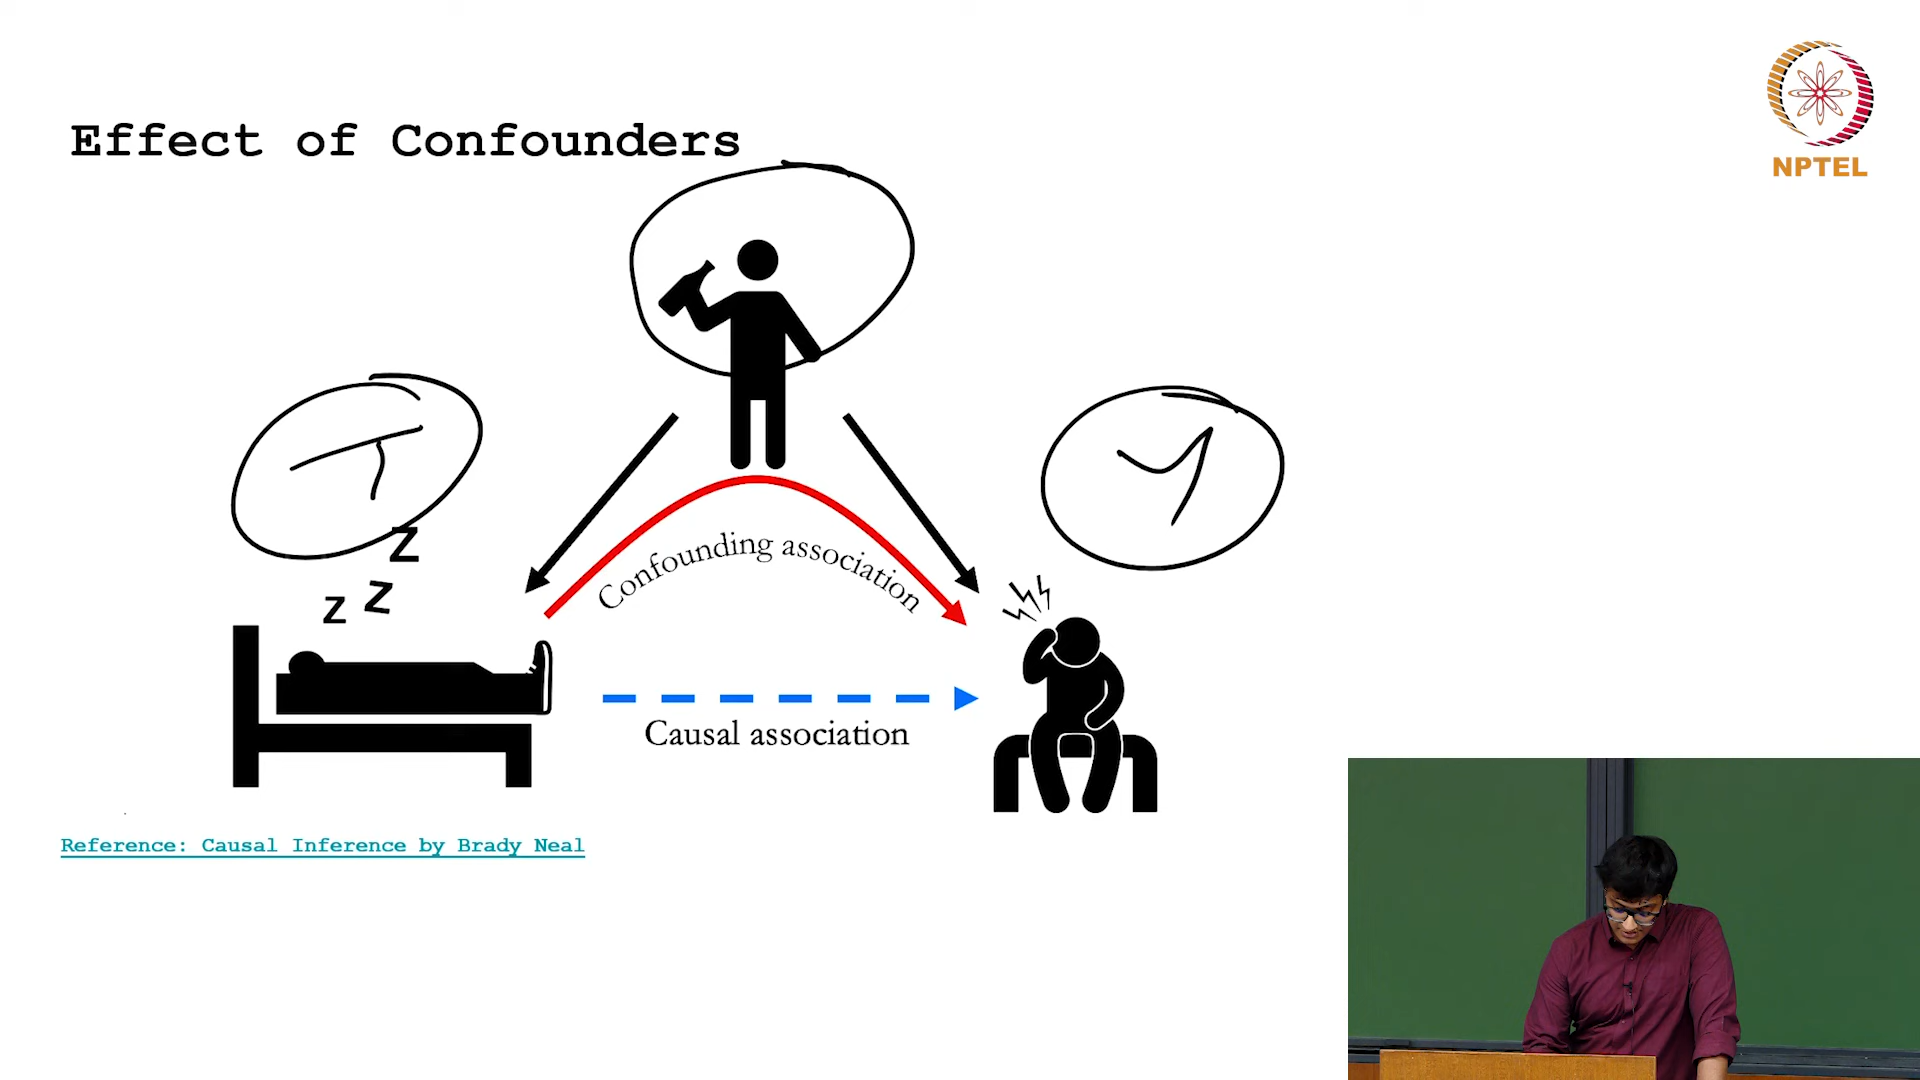 NPTEL
Effect of Confounders
T
Y
Z
Z
Z
Confounding association
Causal association
Reference: Causal Inference by Brady Neal